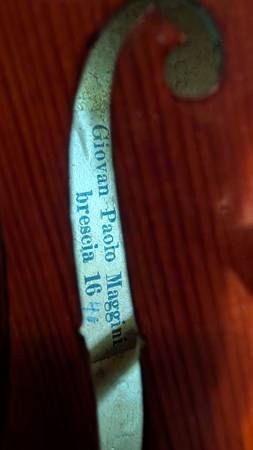 Giovan Paolo Maggini
brescia 16